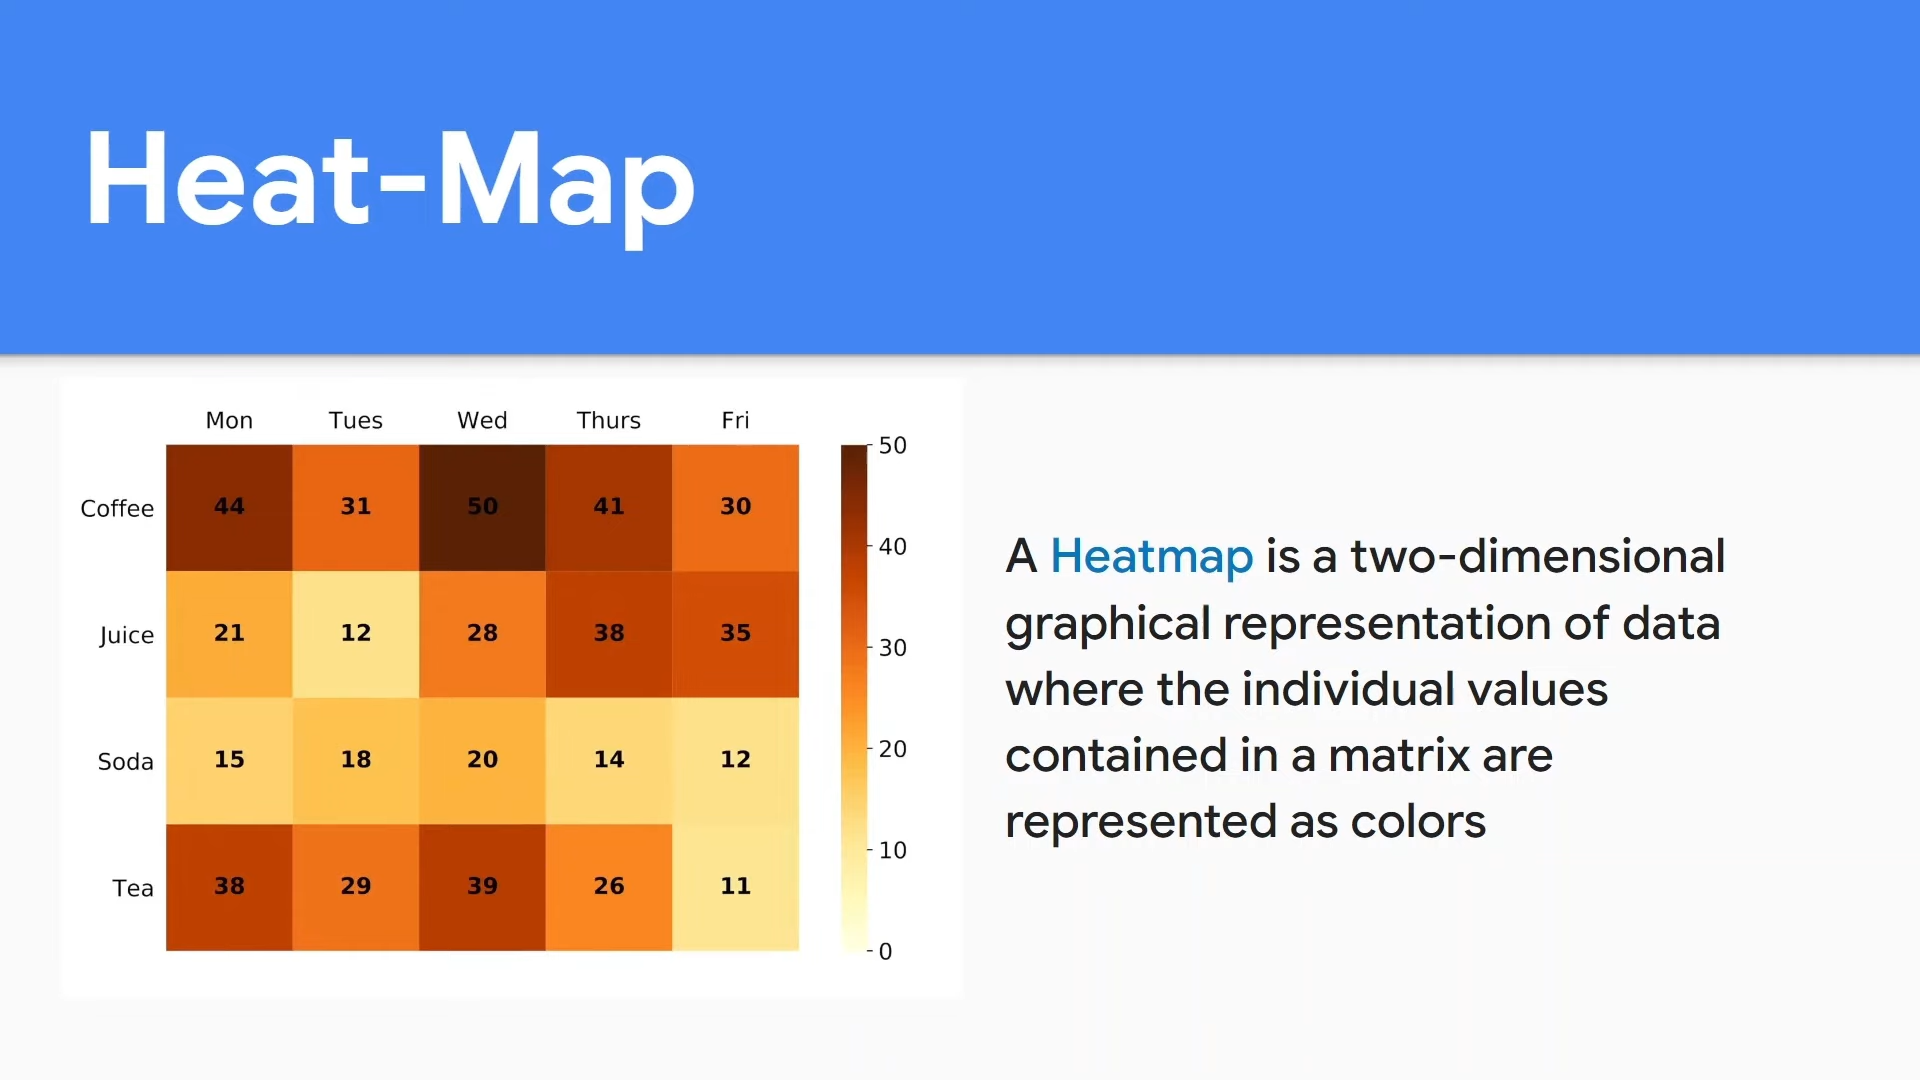 Heat-Map
Mon Tues Wed Thurs Fri
Coffee 44 31 50 41 30
Juice 21 12 28 38 35
Soda 15 18 20 14 12
Tea 38 29 39 26 11
50
40
30
20
10
0
A Heatmap is a two-dimensional
graphical representation of data
where the individual values
contained in a matrix are
represented as colors